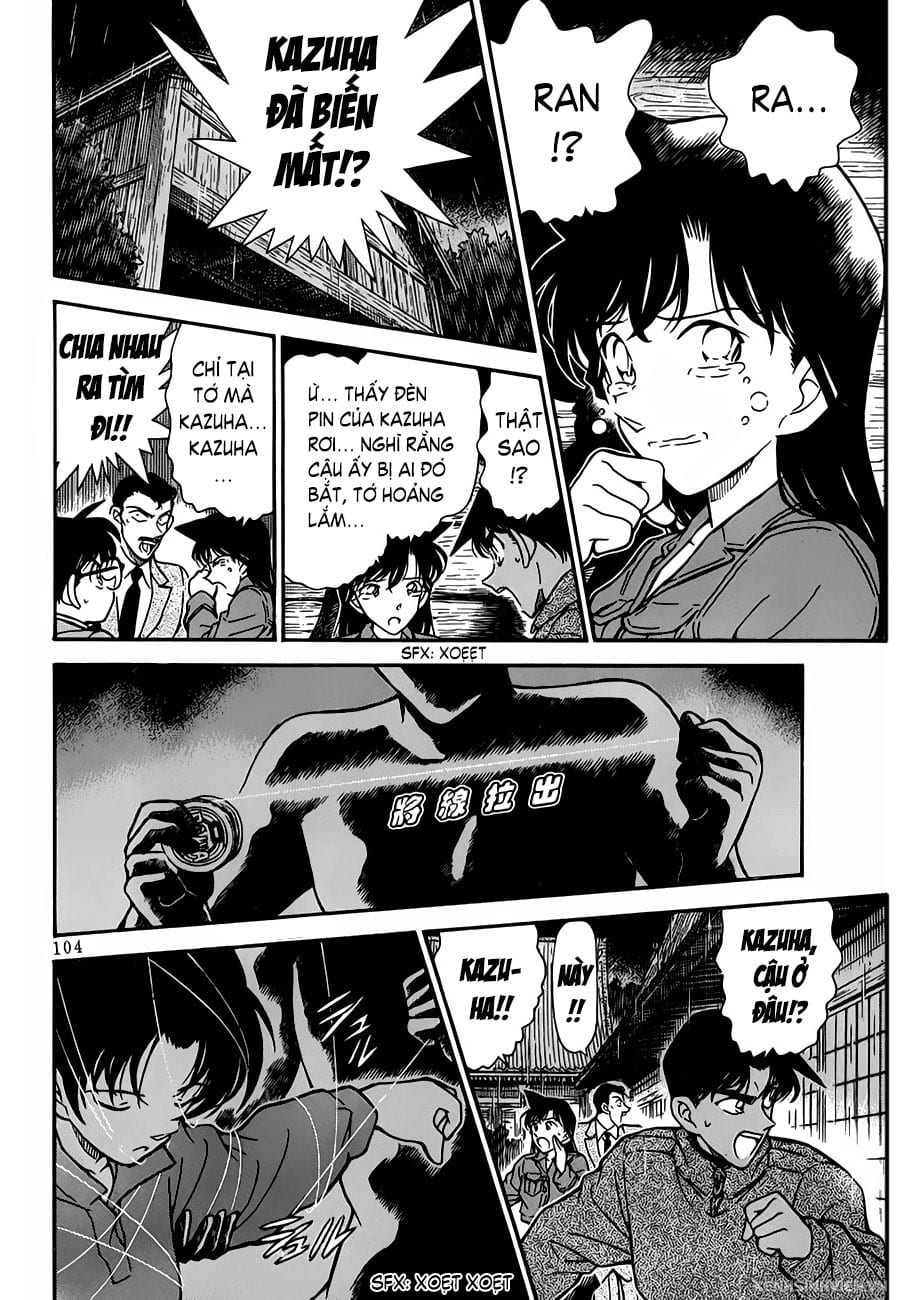 RA...
RAN
!?
KAZUHA
ĐÃ BIẾN
MẤT!?
THẬT
SAO
!?
Ừ... THẤY ĐÈN
PIN CỦA KAZUHA
RƠI... NGHĨ RẰNG
CẬU ẤY BỊ AI ĐÓ
BẮT, TỚ HOẢNG
LẮM...
CHỈ TẠI
TỚ MÀ
KAZUHA...
KAZUHA
...
CHIA NHAU
RA TÌM
ĐI!!
SFX: XOẸẸT
將線拉出
104
KAZUHA,
CẬU Ở
ĐÂU!?
NÀY
!!
KAZU-
HA!!
SFX: XOẸT XOẸT